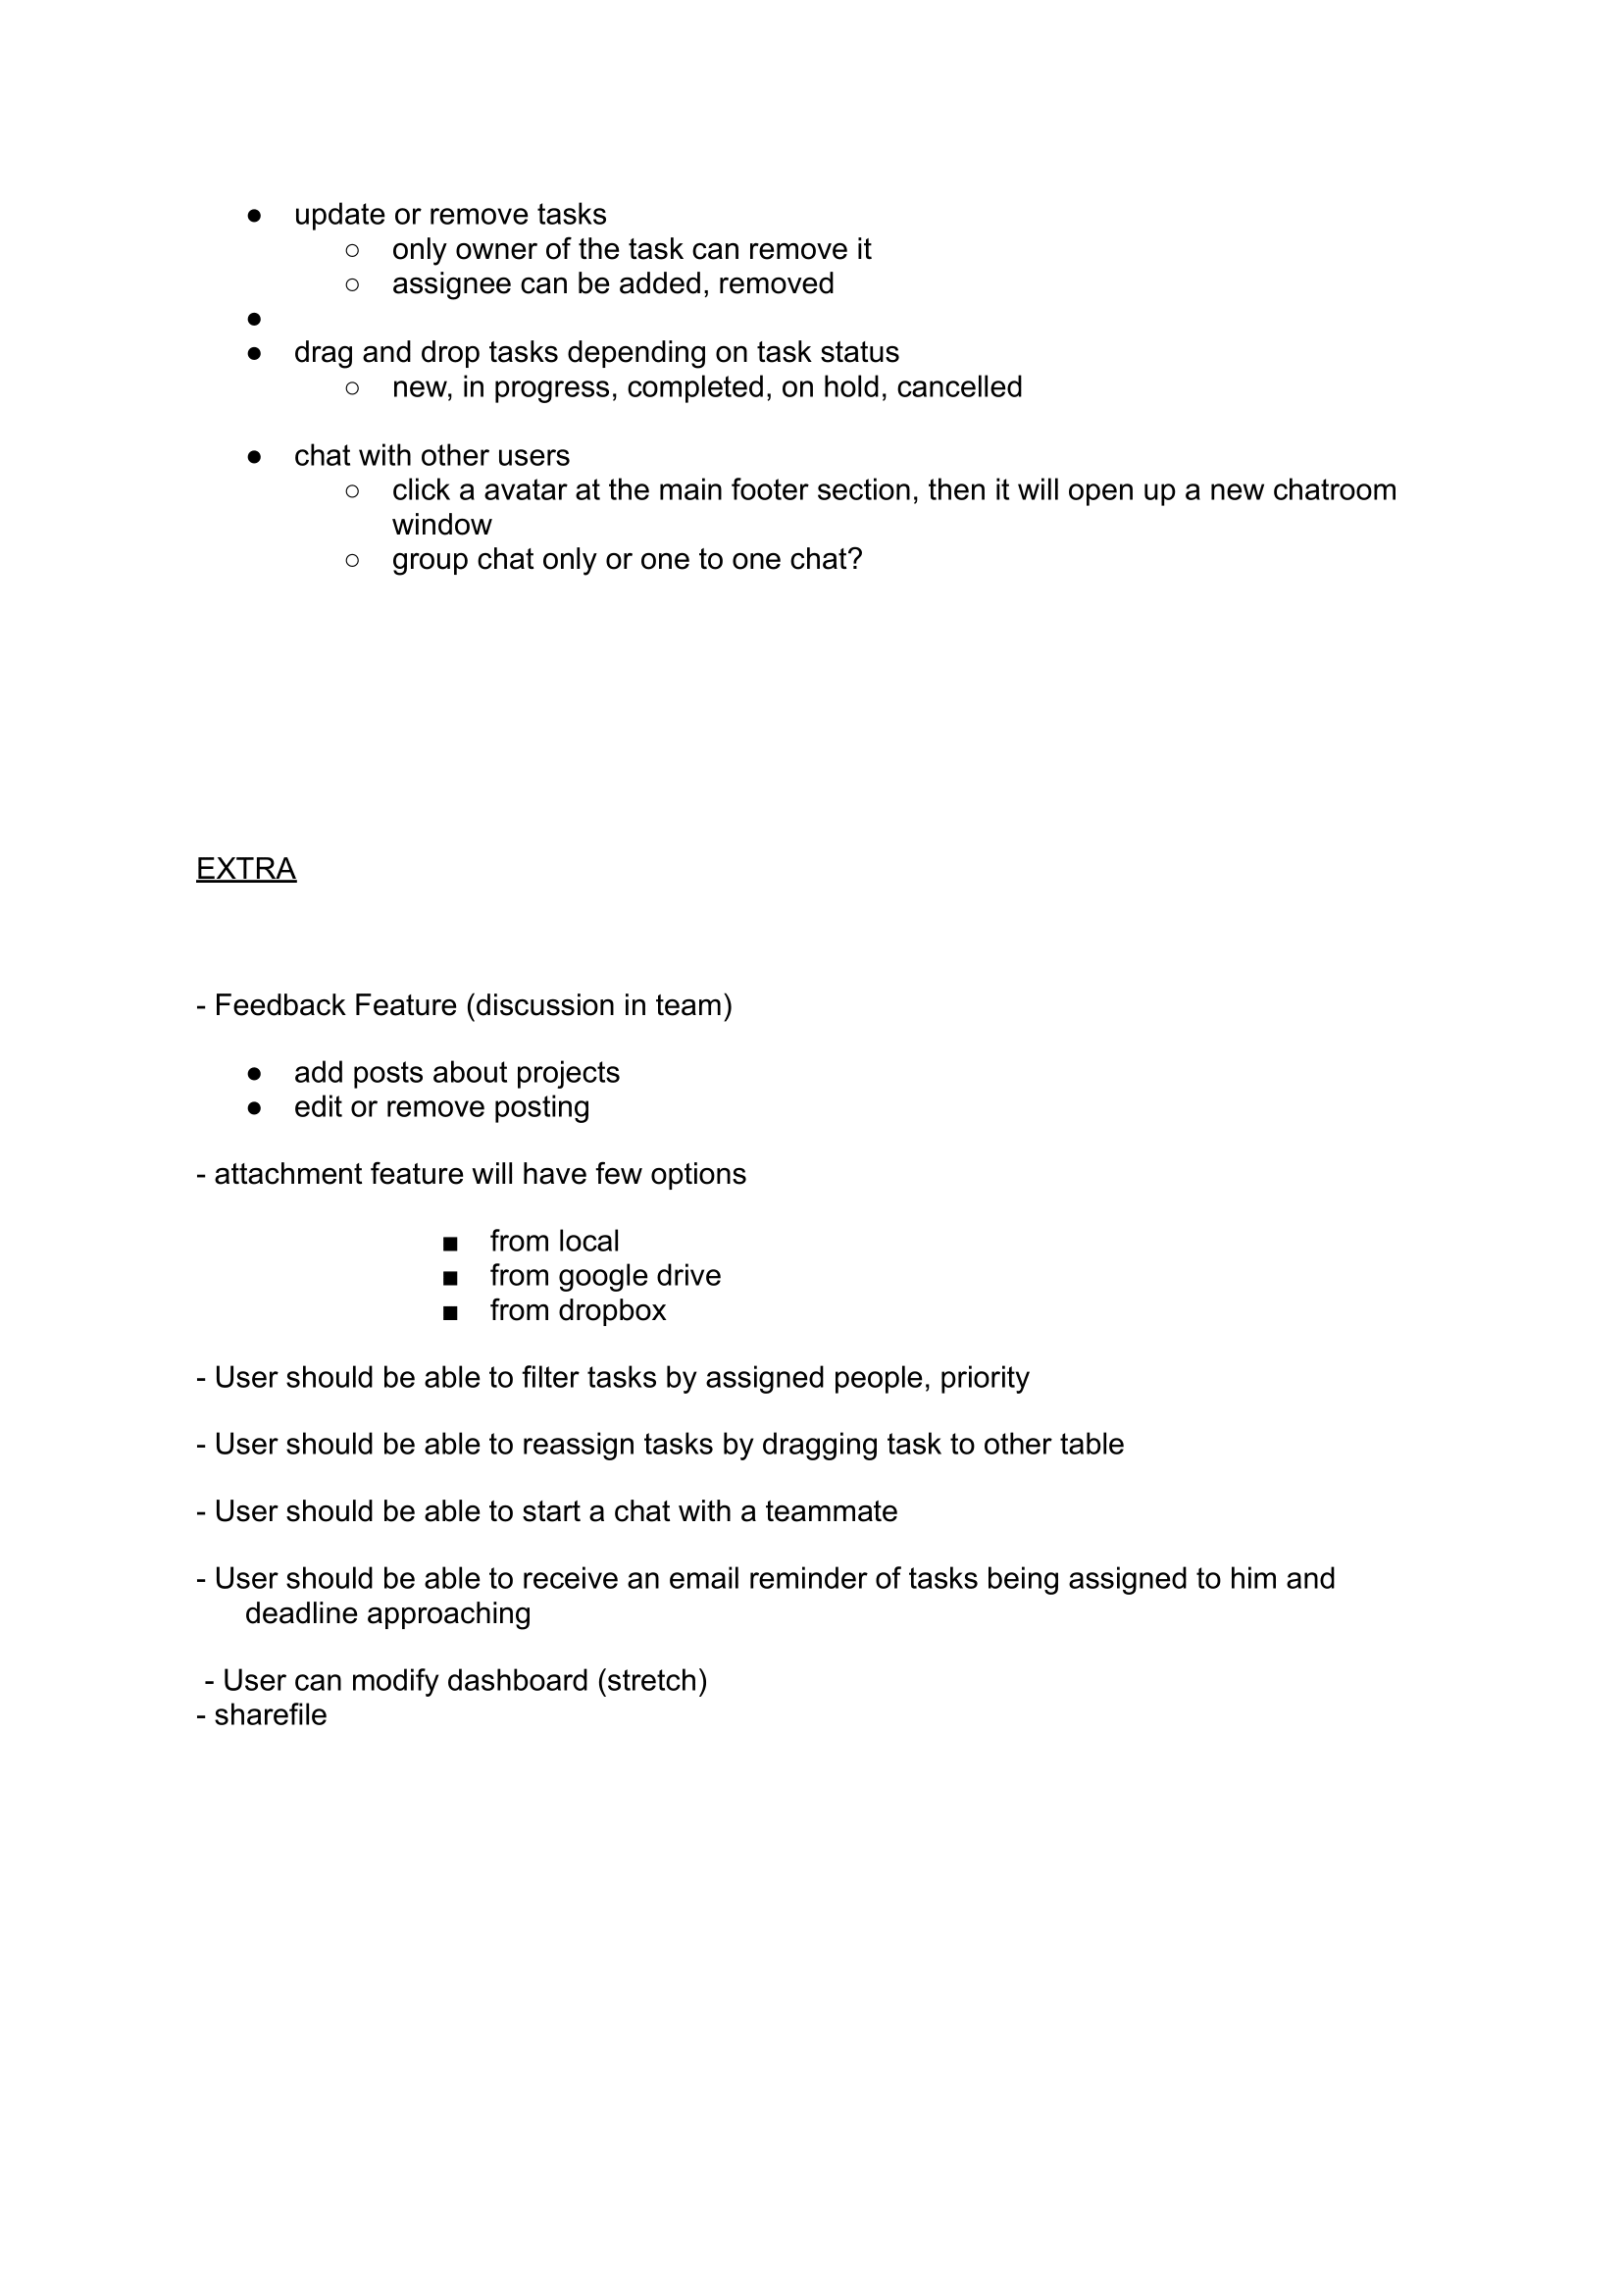 ● update or remove tasks
○ only owner of the task can remove it
○ assignee can be added, removed
●
● drag and drop tasks depending on task status
○ new, in progress, completed, on hold, cancelled
● chat with other users
○ click a avatar at the main footer section, then it will open up a new chatroom
window
○ group chat only or one to one chat?
EXTRA
- Feedback Feature (discussion in team)
● add posts about projects
● edit or remove posting
- attachment feature will have few options
■ from local
■ from google drive
■ from dropbox
- User should be able to filter tasks by assigned people, priority
- User should be able to reassign tasks by dragging task to other table
- User should be able to start a chat with a teammate
- User should be able to receive an email reminder of tasks being assigned to him and
deadline approaching
- User can modify dashboard (stretch)
- sharefile